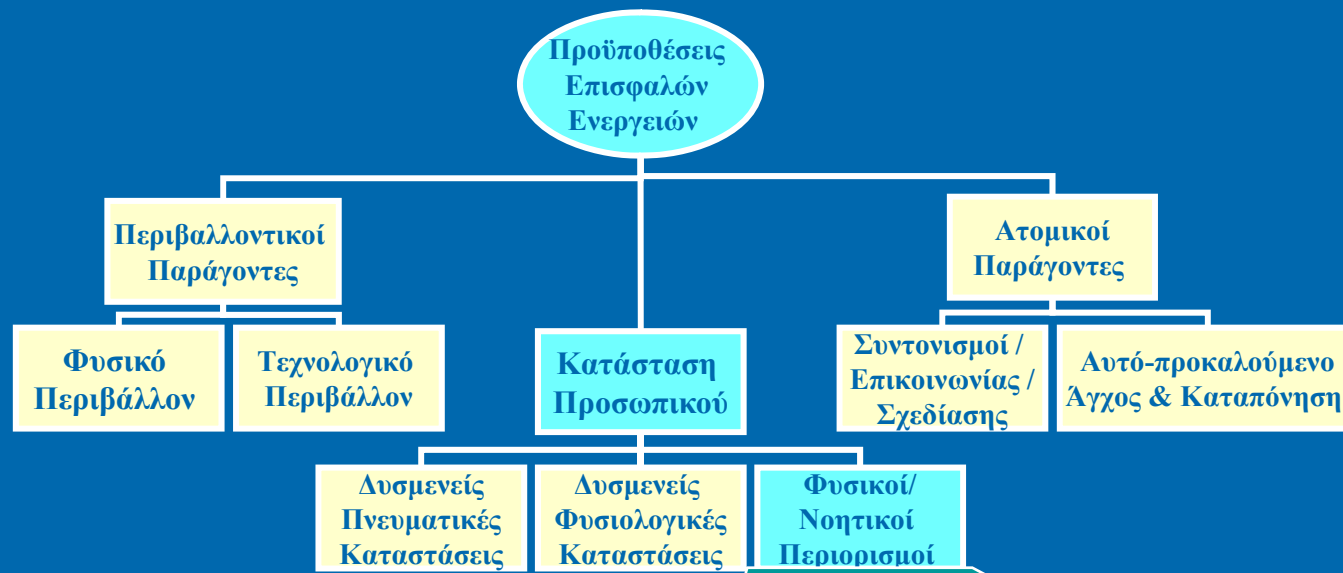 Προϋποθέσεις
Επισφαλών
Ενεργειών
Περιβαλλοντικοί
Παράγοντες
Ατομικοί
Παράγοντες
Φυσικό
Περιβάλλον
Τεχνολογικό
Περιβάλλον
Κατάσταση
Προσωπικού
Συντονισμοί /
Επικοινωνίας /
Σχεδίασης
Αυτό-προκαλούμενο
Άγχος & Καταπόνηση
Δυσμενείς
Πνευματικές
Καταστάσεις
Δυσμενείς
Φυσιολογικές
Καταστάσεις
Φυσικοί/
Νοητικοί
Περιορισμοί